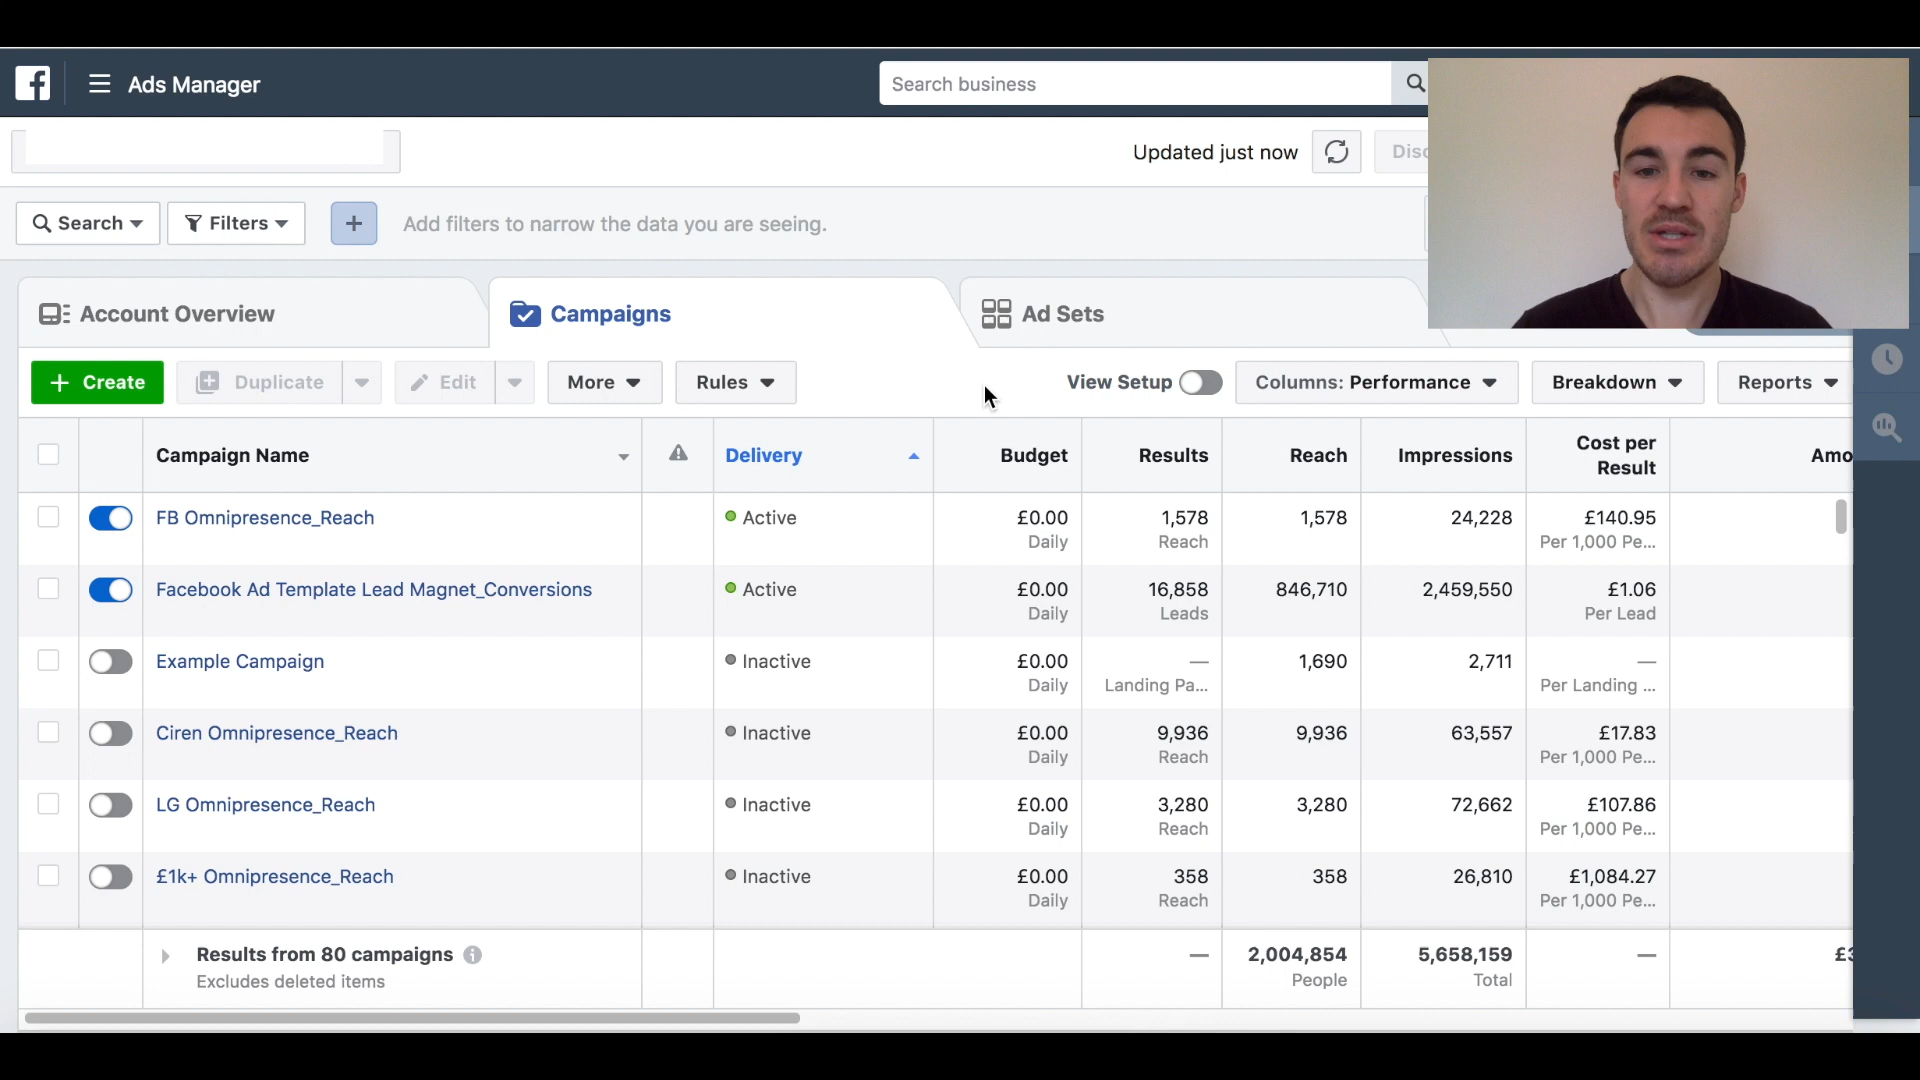 Ads Manager
Search business
Updated just now
Disc
Search
Filters
+
Add filters to narrow the data you are seeing.
Account Overview
Campaigns
Ad Sets
+ Create
Duplicate
Edit
More
Rules
View Setup
Columns: Performance
Breakdown
Reports
Campaign Name
Delivery
Budget
Results
Reach
Impressions
Cost per
Result
Amo
FB Omnipresence_Reach
Active
£0.00
Daily
1,578
Reach
1,578
24,228
£140.95
Per 1,000 Pe...
Facebook Ad Template Lead Magnet_Conversions
Active
£0.00
Daily
16,858
Leads
846,710
2,459,550
£1.06
Per Lead
Example Campaign
Inactive
£0.00
Daily
—
Landing Pa...
1,690
2,711
—
Per Landing ...
Ciren Omnipresence_Reach
Inactive
£0.00
Daily
9,936
Reach
9,936
63,557
£17.83
Per 1,000 Pe...
LG Omnipresence_Reach
Inactive
£0.00
Daily
3,280
Reach
3,280
72,662
£107.86
Per 1,000 Pe...
£1k+ Omnipresence_Reach
Inactive
£0.00
Daily
358
Reach
358
26,810
£1,084.27
Per 1,000 Pe...
Results from 80 campaigns
Excludes deleted items
—
2,004,854
People
5,658,159
Total
—